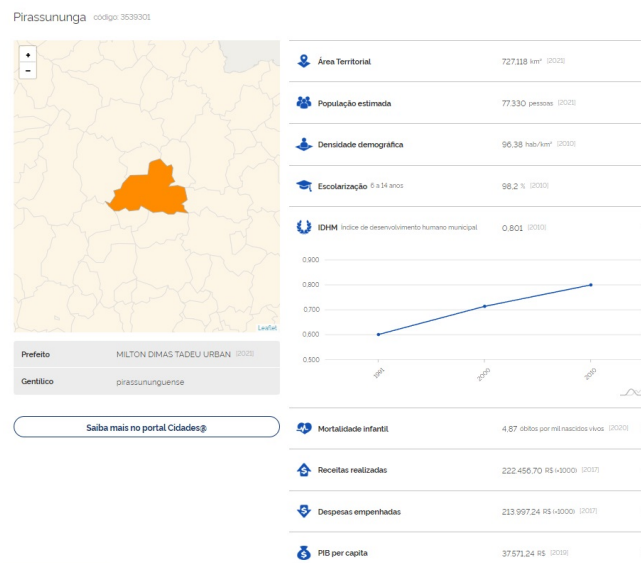 Pirassununga código: 3539301
+
−
Leaflet
Prefeito MILTON DIMAS TADEU URBAN [2021]
Gentílico pirassununguense
Saiba mais no portal Cidades@
Área Territorial 727,118 km² [2021]
População estimada 77.330 pessoas [2021]
Densidade demográfica 96,38 hab/km² [2010]
Escolarização 6 a 14 anos 98,2 % [2010]
IDHM Índice de desenvolvimento humano municipal 0,801 [2010]
0.900
0.800
0.700
0.600
0.500
1991 2000 2010
Mortalidade infantil 4,87 óbitos por mil nascidos vivos [2020]
Receitas realizadas 222.456,70 R$ (×1000) [2017]
Despesas empenhadas 213.997,24 R$ (×1000) [2017]
PIB per capita 37.571,24 R$ [2019]